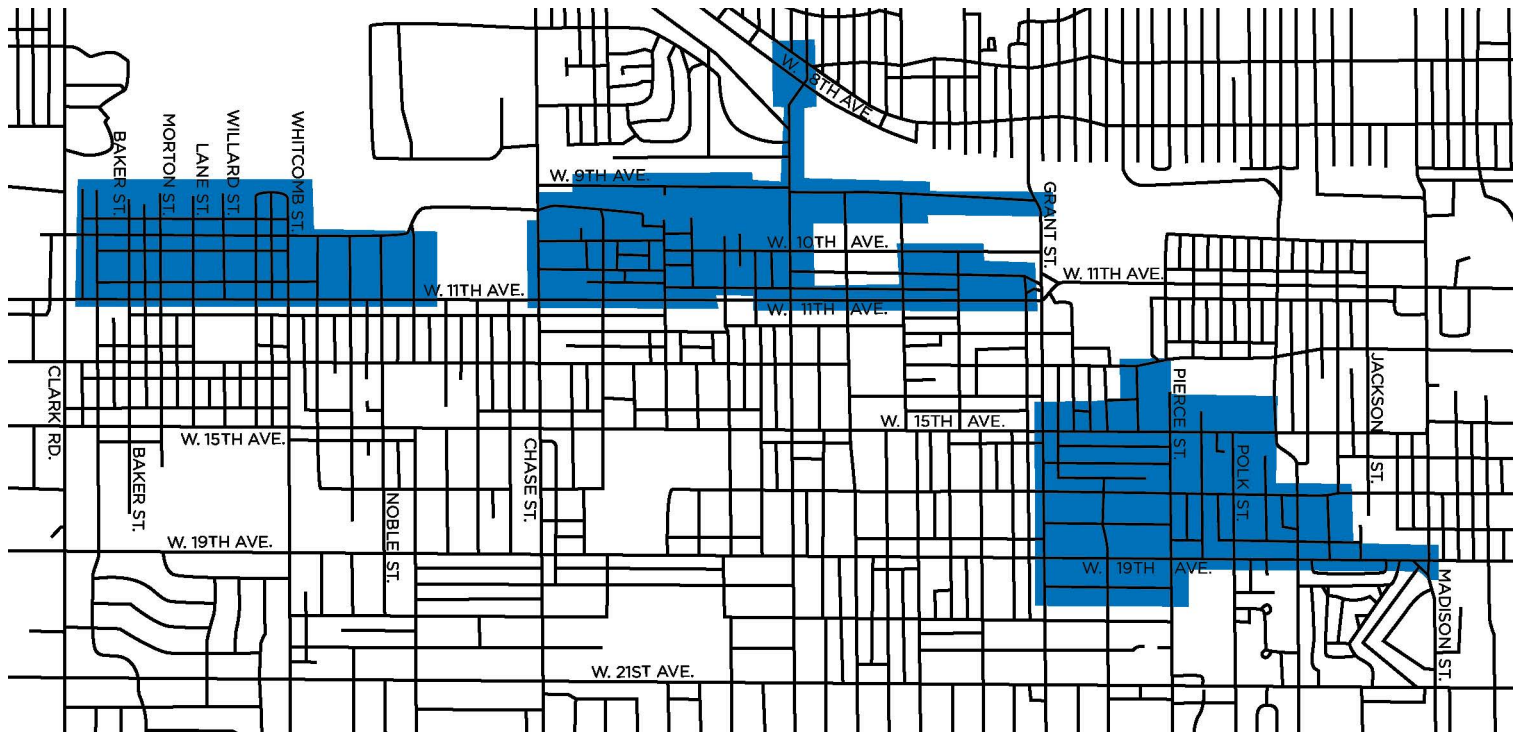 W. 8TH AVE.
BAKER ST.
MORTON ST.
LANE ST.
WILLARD ST.
WHITCOMB ST.
W. 9TH AVE.
GRANT ST.
W. 10TH AVE.
W. 11TH AVE.
W. 11TH AVE.
W. 11TH AVE.
CLARK RD.
PIERCE ST.
JACKSON ST.
W. 15TH AVE.
W. 15TH AVE.
BAKER ST.
CHASE ST.
POLK ST.
NOBLE ST.
W. 19TH AVE.
W. 19TH AVE.
MADISON ST.
W. 21ST AVE.